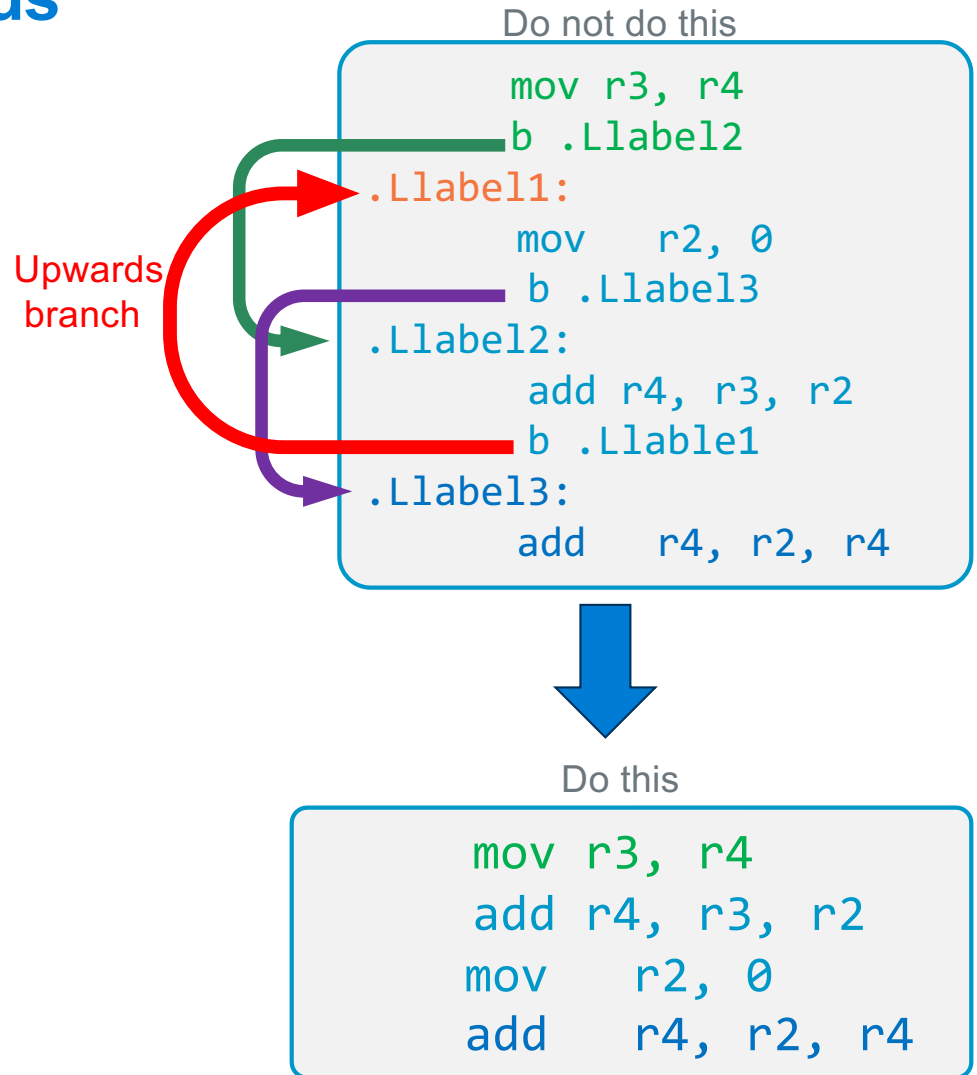 Do not do this
mov r3, r4
b .Llabel2
.Llabel1:
mov r2, 0
b .Llabel3
Upwards
branch
.Llabel2:
add r4, r3, r2
b .Llable1
.Llabel3:
add r4, r2, r4
Do this
mov r3, r4
add r4, r3, r2
mov r2, 0
add r4, r2, r4